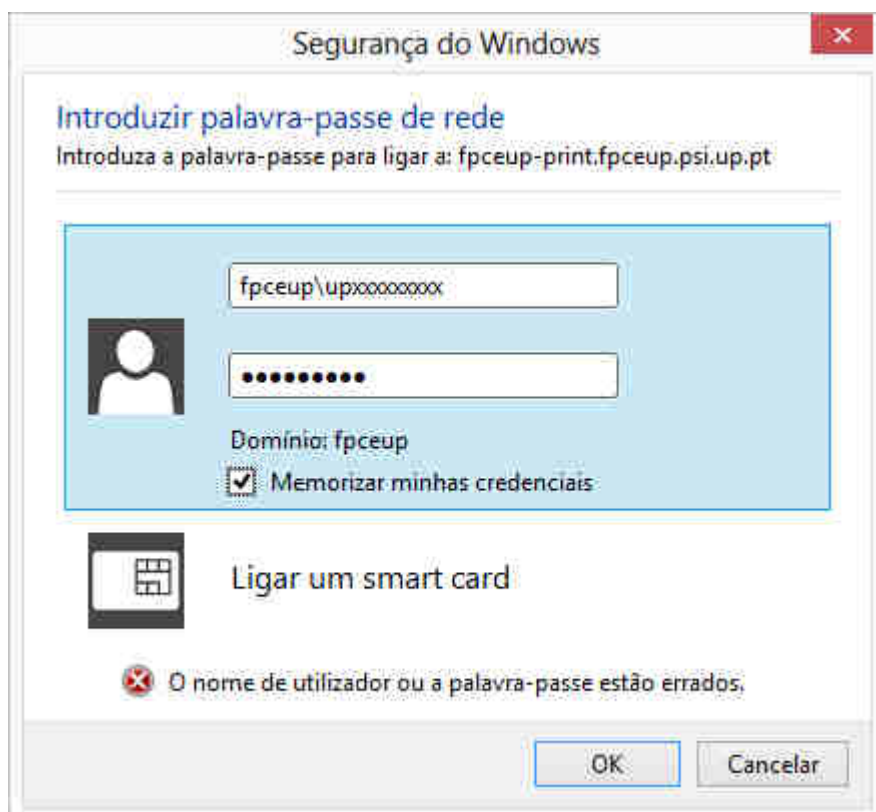 Segurança do Windows
Introduzir palavra-passe de rede
Introduza a palavra-passe para ligar a: fpceup-print.fpceup.psi.up.pt
fpceup\upxxxxxxxxx
●●●●●●●●●
Domínio: fpceup
Memorizar minhas credenciais
Ligar um smart card
O nome de utilizador ou a palavra-passe estão errados.
OK Cancelar